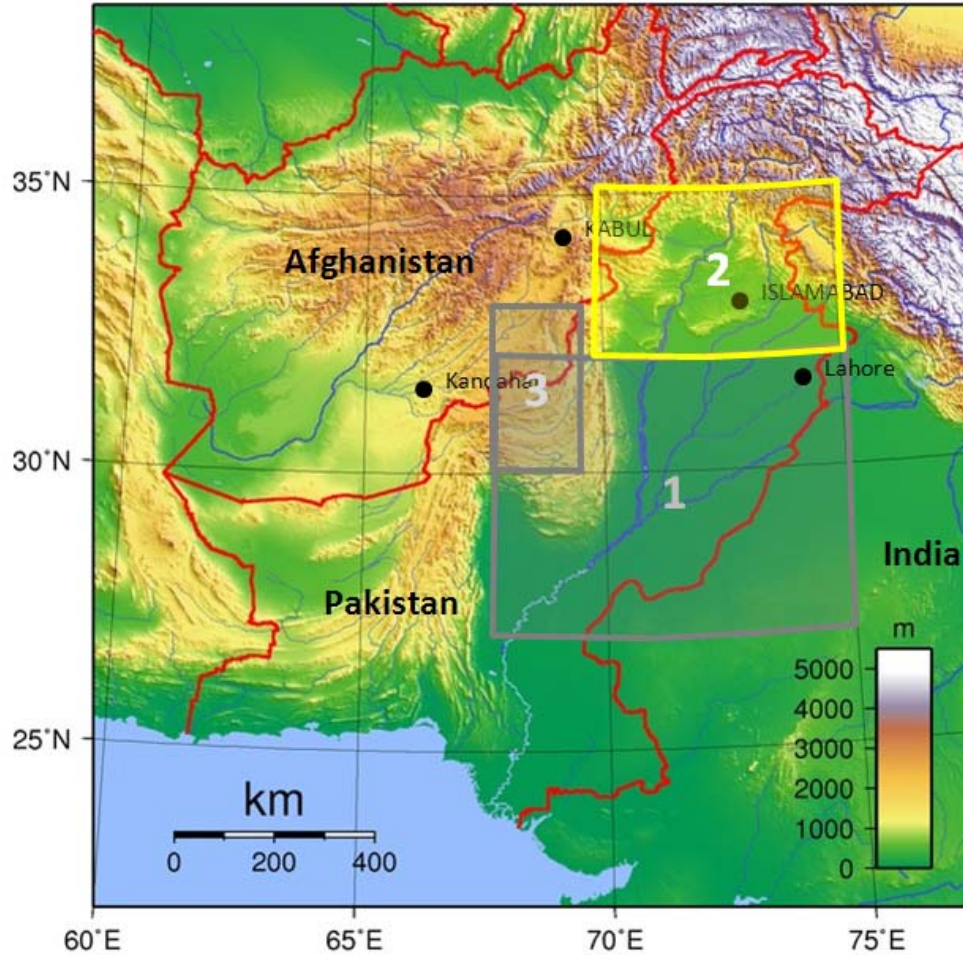 35˚N
KABUL
Afghanistan
2
ISLAMABAD
Kandahar
3
Lahore
30˚N
1
India
Pakistan
m
5000
4000
3000
2000
1000
0
25˚N
km
0 200 400
60˚E 65˚E 70˚E 75˚E